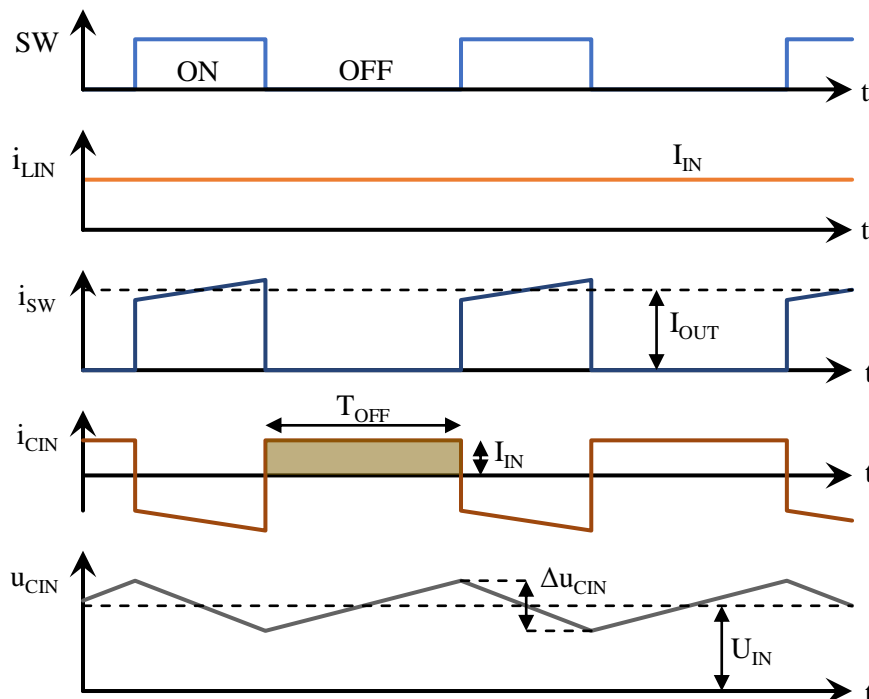 SW
ON
OFF
t
i_LIN
I_IN
t
i_SW
I_OUT
t
T_OFF
i_CIN
I_IN
t
u_CIN
Δu_CIN
U_IN
t